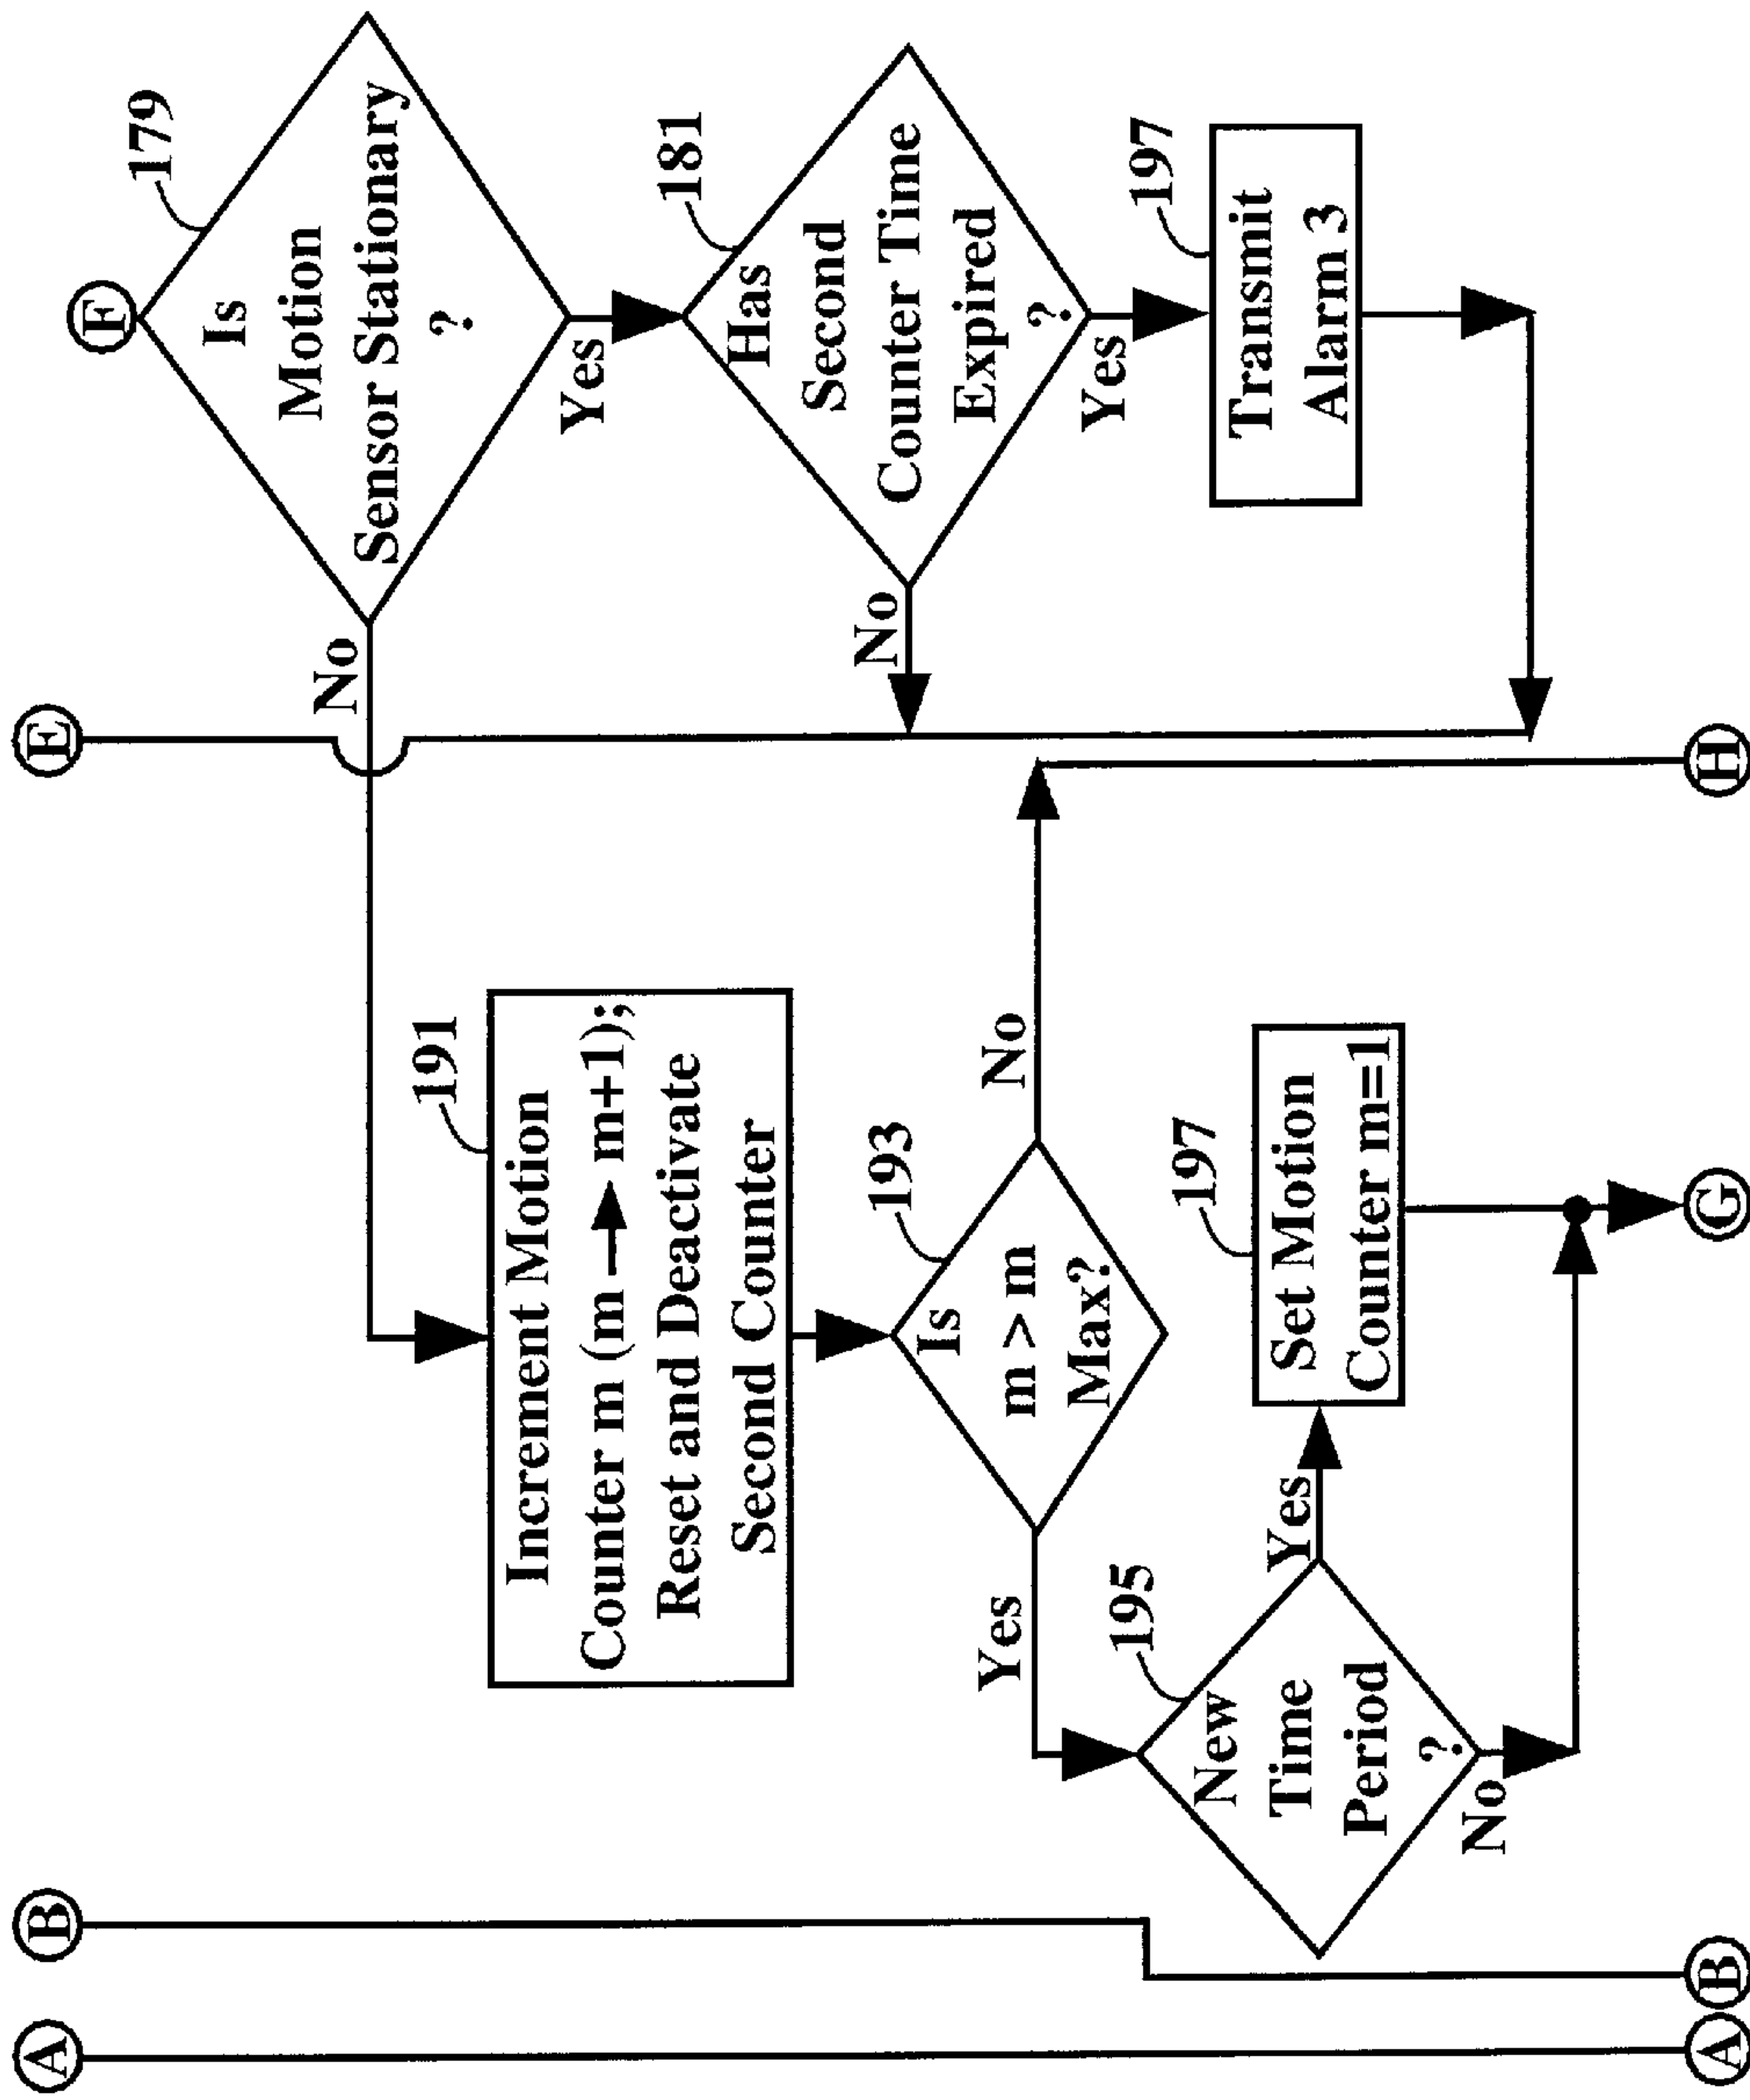 A
B
E
F
179
Is
Motion
Sensor Stationary
?
No
Yes
191
Increment Motion
Counter m (m → m+1);
Reset and Deactivate
Second Counter
181
Has
Second
Counter Time
Expired
?
No
Yes
193
Is
m > m
Max?
Yes
No
195
New
Time
Period
?
Yes
No
197
Set Motion
Counter m=1
197
Transmit
Alarm 3
A
B
G
H